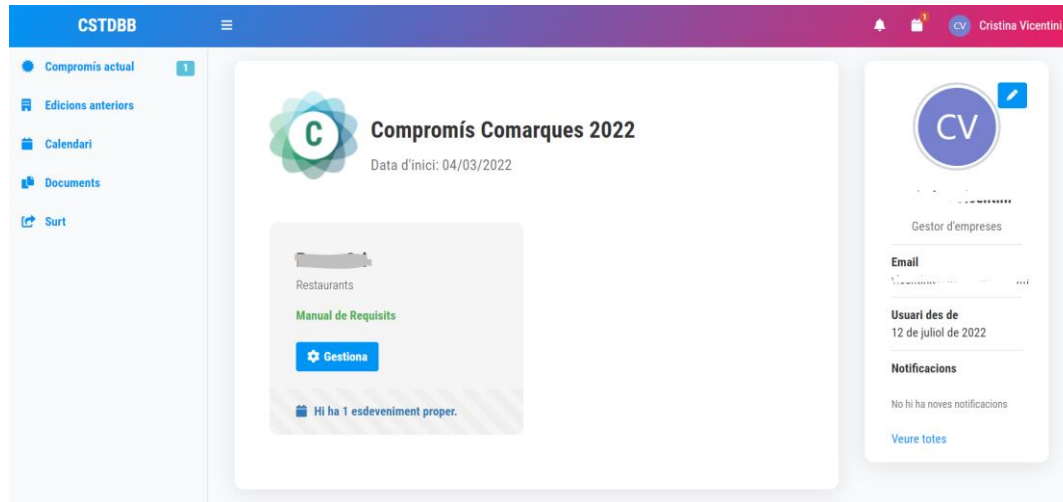 CSTDBB
1
CV
Cristina Vicentini
Compromís actual
1
Edicions anteriors
Calendari
Documents
Surt
C
Compromís Comarques 2022
Data d'inici: 04/03/2022
Restaurants
Manual de Requisits
Gestiona
Hi ha 1 esdeveniment proper.
CV
Gestor d'empreses
Email
Usuari des de
12 de juliol de 2022
Notificacions
No hi ha noves notificacions
Veure totes